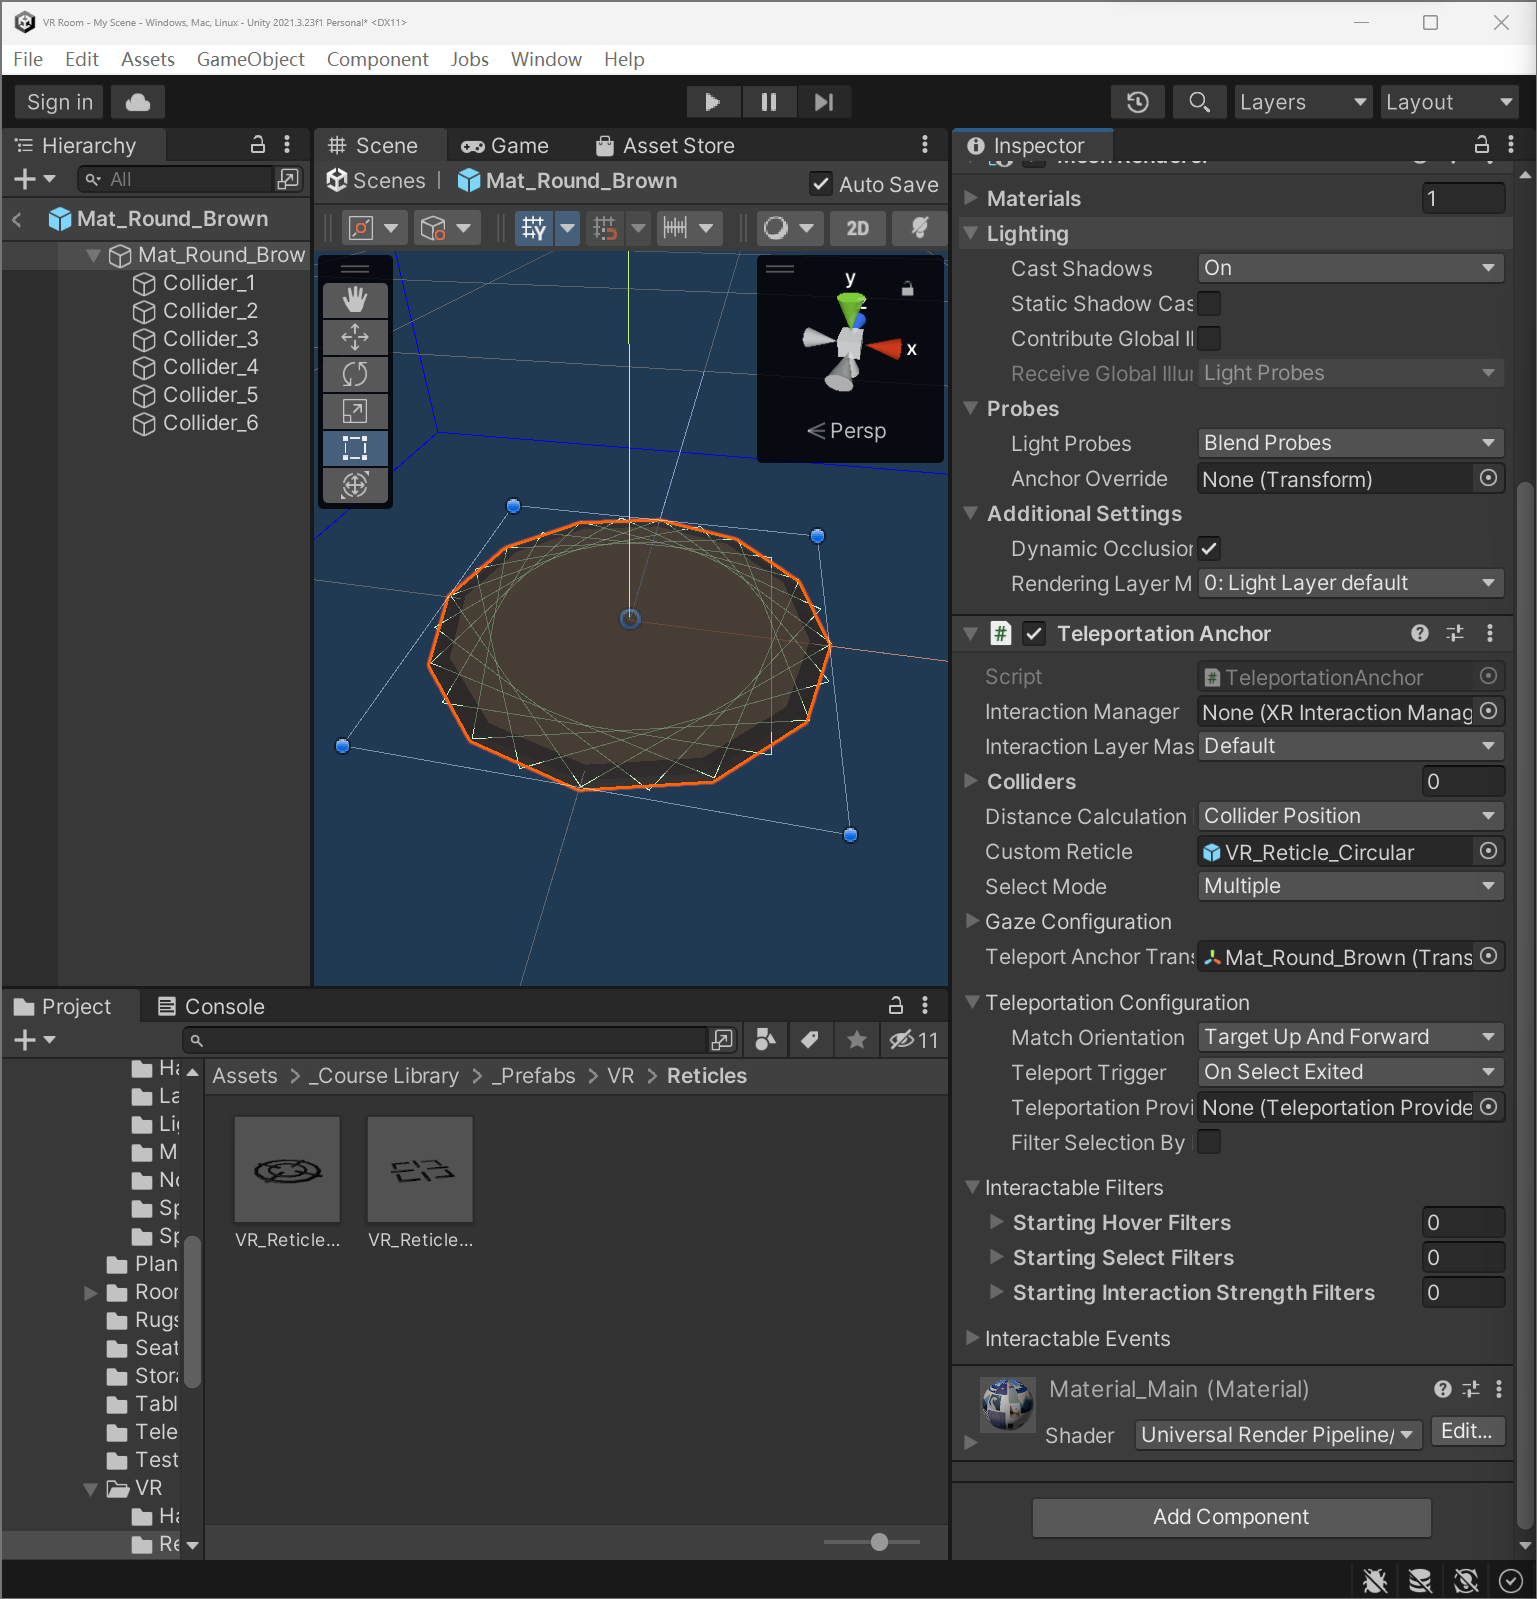 VR Room - My Scene - Windows, Mac, Linux - Unity 2021.3.23f1 Personal* <DX11>
File Edit Assets GameObject Component Jobs Window Help
Sign in
Layers
Layout
Hierarchy
All
Mat_Round_Brown
Mat_Round_Brow
Collider_1
Collider_2
Collider_3
Collider_4
Collider_5
Collider_6
Scene
Game
Asset Store
Scenes | Mat_Round_Brown
Auto Save
2D
y
x
Persp
Project
Console
11
Ha
La
Lig
M
No
Sp
Sp
Plan
Roor
Rugs
Seat
Stora
Tabl
Tele
Test
VR
Ha
Re
Assets > _Course Library > _Prefabs > VR > Reticles
VR_Reticle...
VR_Reticle...
Inspector
Mesh Renderer
Materials 1
Lighting
Cast Shadows On
Static Shadow Cas
Contribute Global Il
Receive Global Illur Light Probes
Probes
Light Probes Blend Probes
Anchor Override None (Transform)
Additional Settings
Dynamic Occlusior
Rendering Layer M 0: Light Layer default
# Teleportation Anchor
Script # TeleportationAnchor
Interaction Manager None (XR Interaction Manag
Interaction Layer Mas Default
Colliders 0
Distance Calculation Collider Position
Custom Reticle VR_Reticle_Circular
Select Mode Multiple
Gaze Configuration
Teleport Anchor Trans Mat_Round_Brown (Trans
Teleportation Configuration
Match Orientation Target Up And Forward
Teleport Trigger On Select Exited
Teleportation Provi None (Teleportation Provide
Filter Selection By
Interactable Filters
Starting Hover Filters 0
Starting Select Filters 0
Starting Interaction Strength Filters 0
Interactable Events
Material_Main (Material)
Shader Universal Render Pipeline/ Edit...
Add Component